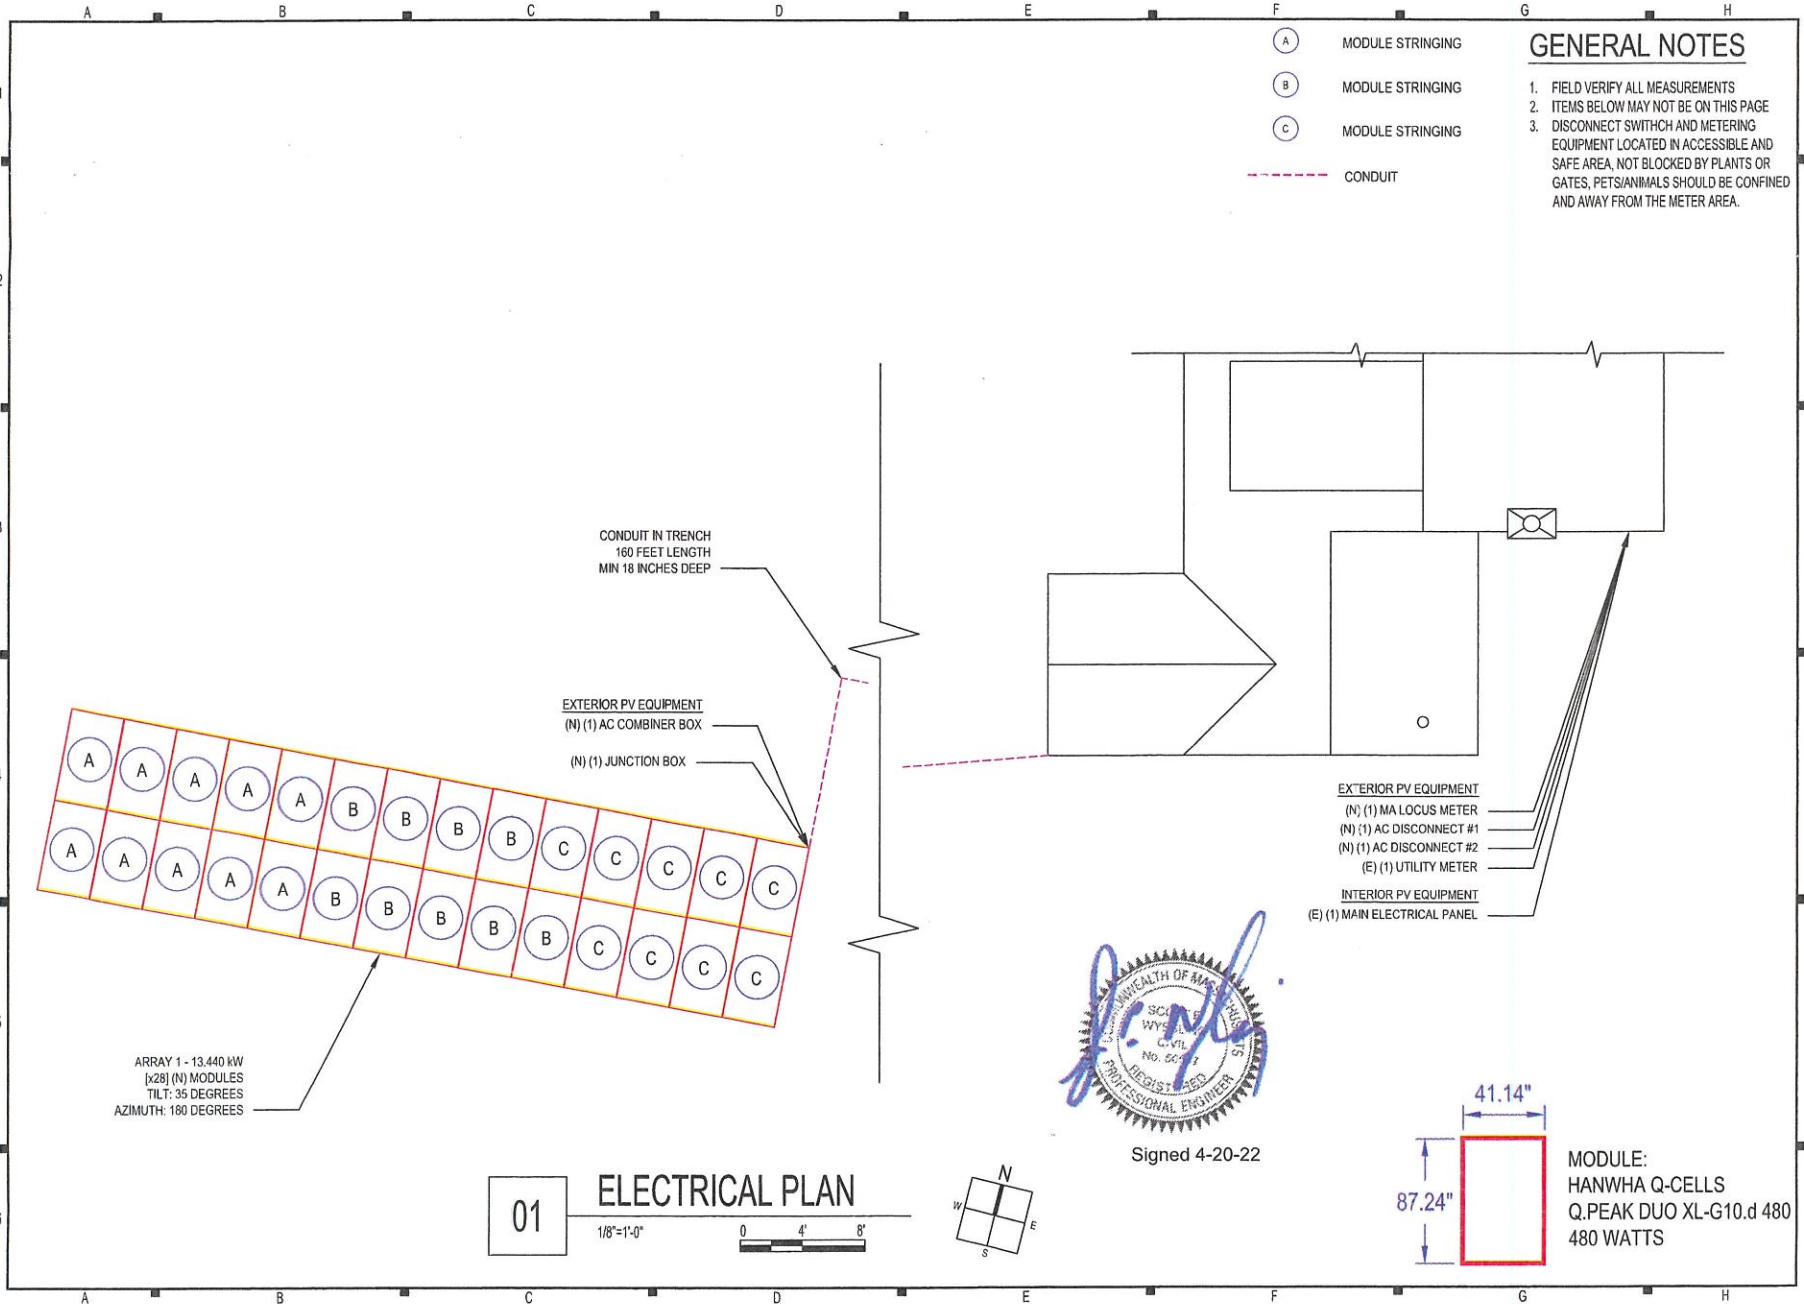 A B C D E F G H
A MODULE STRINGING
B MODULE STRINGING
C MODULE STRINGING
CONDUIT
GENERAL NOTES
1. FIELD VERIFY ALL MEASUREMENTS
2. ITEMS BELOW MAY NOT BE ON THIS PAGE
3. DISCONNECT SWITHCH AND METERING
EQUIPMENT LOCATED IN ACCESSIBLE AND
SAFE AREA, NOT BLOCKED BY PLANTS OR
GATES, PETS/ANIMALS SHOULD BE CONFINED
AND AWAY FROM THE METER AREA.
CONDUIT IN TRENCH
160 FEET LENGTH
MIN 18 INCHES DEEP
EXTERIOR PV EQUIPMENT
(N) (1) AC COMBINER BOX
(N) (1) JUNCTION BOX
A A A A A B B B B C C C C C
A A A A A B B B B B C C C C
ARRAY 1 - 13.440 kW
[x28] (N) MODULES
TILT: 35 DEGREES
AZIMUTH: 180 DEGREES
EXTERIOR PV EQUIPMENT
(N) (1) MA LOCUS METER
(N) (1) AC DISCONNECT #1
(N) (1) AC DISCONNECT #2
(E) (1) UTILITY METER
INTERIOR PV EQUIPMENT
(E) (1) MAIN ELECTRICAL PANEL
OF
CIVIL
No.
REGISTERED
PROFESSIONAL ENGINEER
Signed 4-20-22
01
ELECTRICAL PLAN
1/8"=1'-0"
0 4' 8'
N
W
E
S
41.14"
87.24"
MODULE:
HANWHA Q-CELLS
Q.PEAK DUO XL-G10.d 480
480 WATTS
A B C D E F G H